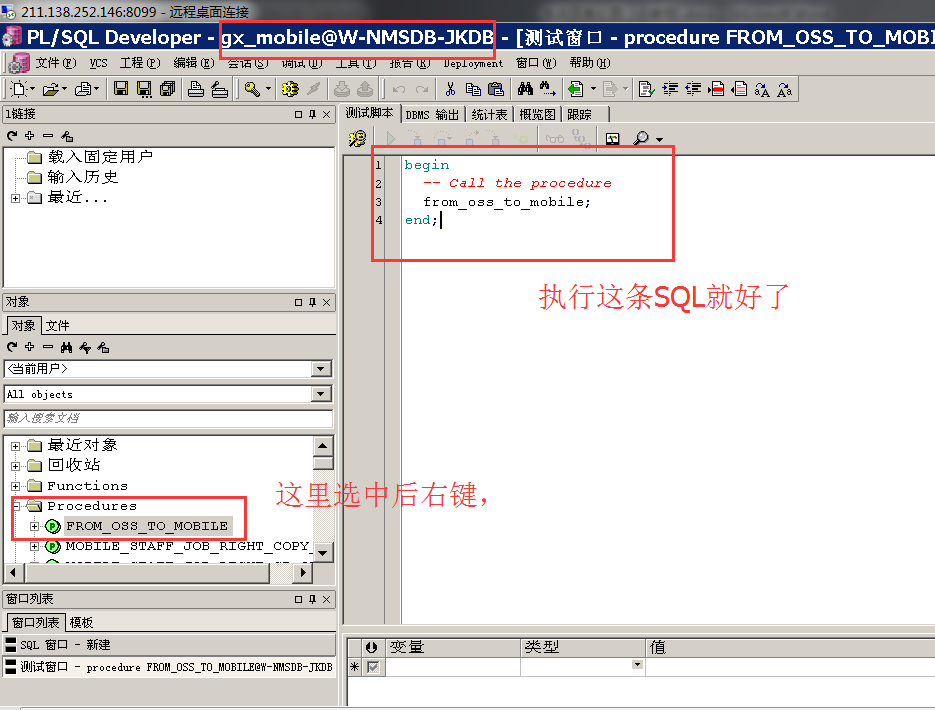 211.138.252.146:8099 - 远程桌面连接
PL/SQL Developer - gx_mobile@W-NMSDB-JKDB - [测试窗口 - procedure FROM_OSS_TO_MOBI
文件(F) VCS 工程(P) 编辑(E) 会话(S) 调试(U) 工具(T) 报告(R) Deployment 窗口(W) 帮助(H)
1链接
载入固定用户
输入历史
最近...
对象
对象 文件
<当前用户>
All objects
输入搜索文档
最近对象
回收站
Functions
Procedures
FROM_OSS_TO_MOBILE
MOBILE_STAFF_JOB_RIGHT_COPY_
这里选中后右键，
窗口列表
窗口列表 模板
SQL 窗口 - 新建
测试窗口 - procedure FROM_OSS_TO_MOBILE@W-NMSDB-JKDB
测试脚本 DBMS 输出 统计表 概览图 跟踪
1 begin
2 -- Call the procedure
3 from_oss_to_mobile;
4 end;
执行这条SQL就好了
变量 类型 值